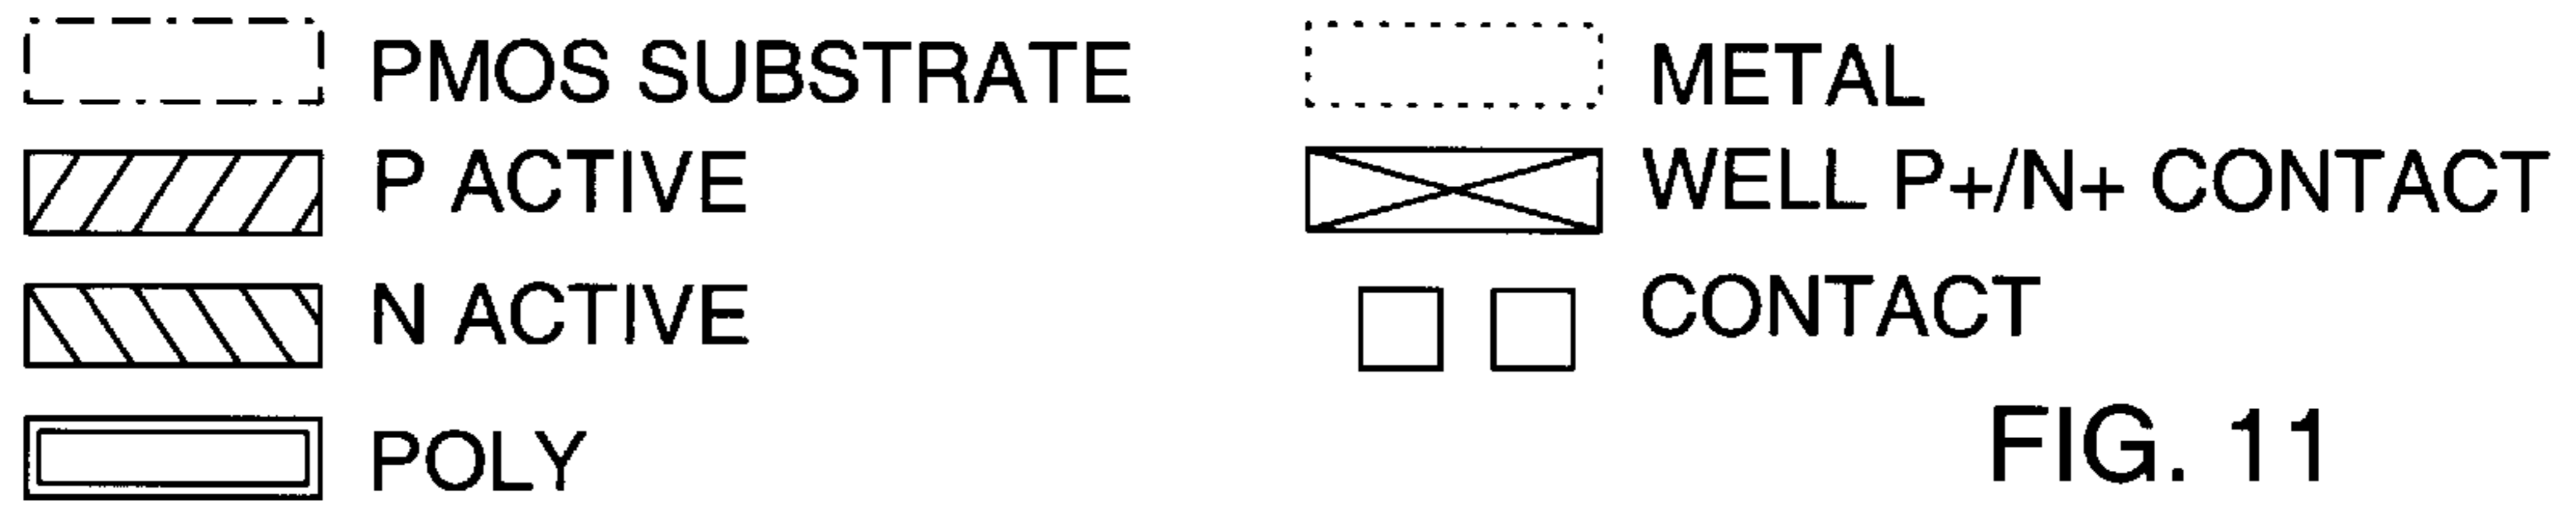 PMOS SUBSTRATE
P ACTIVE
N ACTIVE
POLY
METAL
WELL P+/N+ CONTACT
CONTACT
FIG. 11